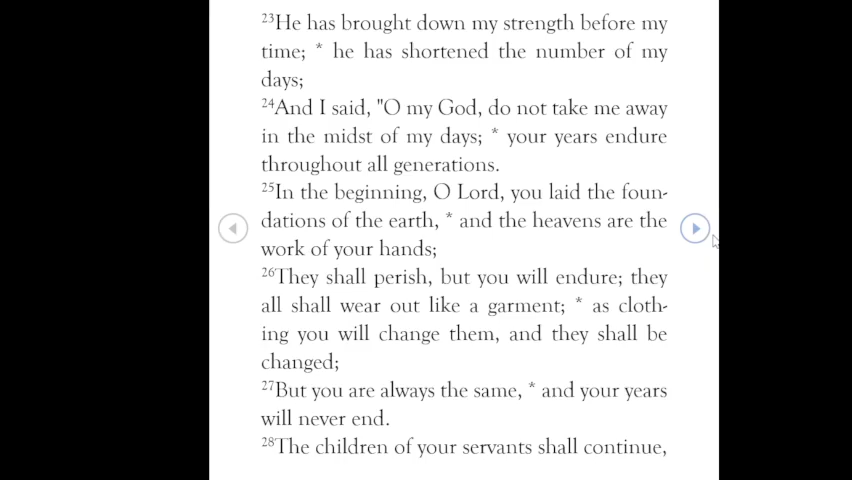 23He has brought down my strength before my
time; * he has shortened the number of my
days;
24And I said, "O my God, do not take me away
in the midst of my days; * your years endure
throughout all generations.
25In the beginning, O Lord, you laid the foun-
dations of the earth, * and the heavens are the
work of your hands;
26They shall perish, but you will endure; they
all shall wear out like a garment; * as cloth-
ing you will change them, and they shall be
changed;
27But you are always the same, * and your years
will never end.
28The children of your servants shall continue,